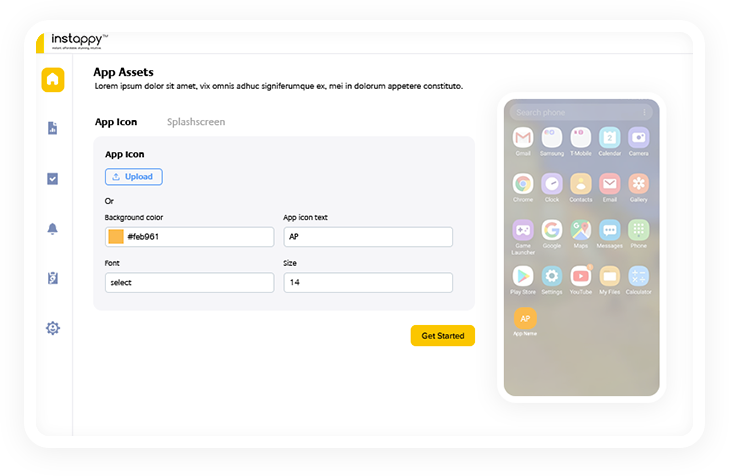 instappy™
App Assets
Lorem ipsum dolor sit amet, vix omnis adhuc signiferumque ex, mei in dolorum appetere constituto.
App Icon Splashscreen
App Icon
Upload
Or
Background color App icon text
#feb961 AP
Font Size
select 14
Get Started
Search phone
Gmail Samsung T-Mobile Calendar Camera
Chrome Clock Contacts Email Gallery
Game Launcher Google Maps Messages Phone
Play Store Settings YouTube My Files Calculator
AP
App Name